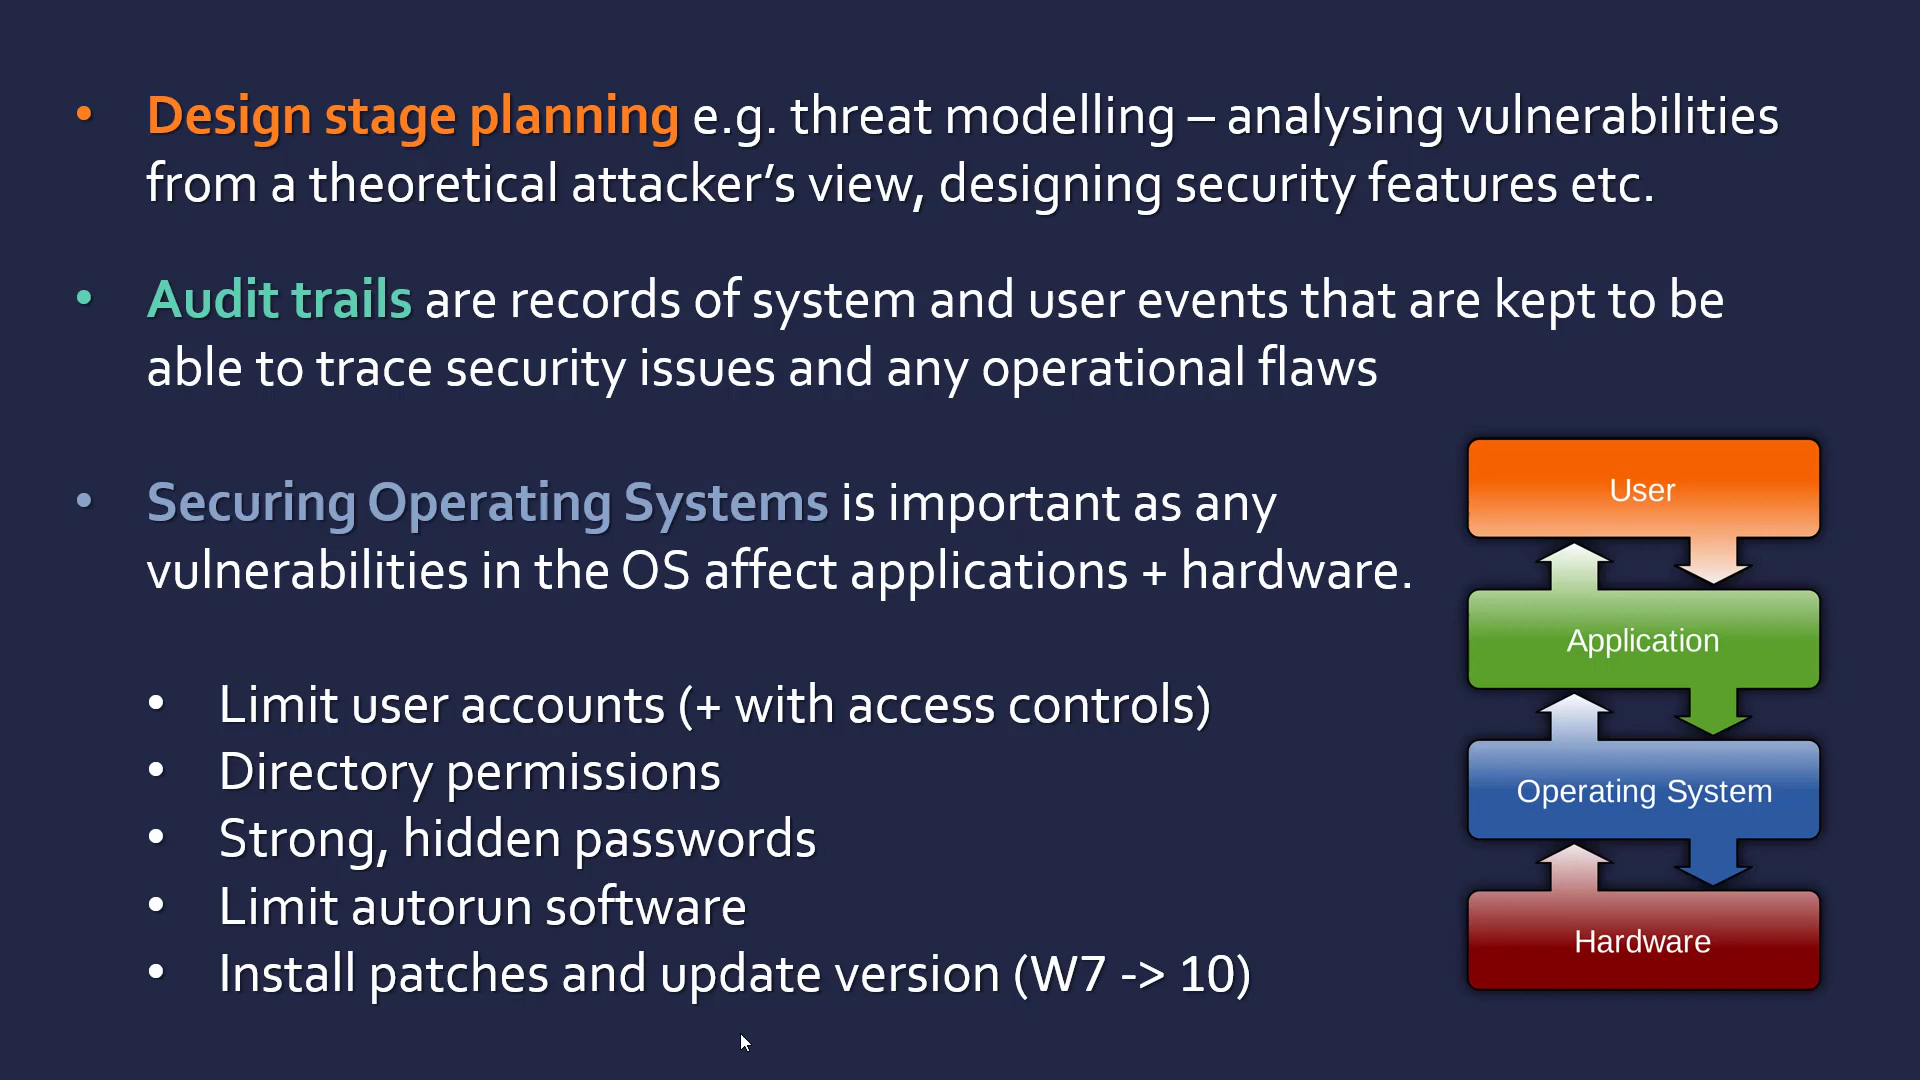 • Design stage planning e.g. threat modelling – analysing vulnerabilities
from a theoretical attacker’s view, designing security features etc.
• Audit trails are records of system and user events that are kept to be
able to trace security issues and any operational flaws
• Securing Operating Systems is important as any
vulnerabilities in the OS affect applications + hardware.
• Limit user accounts (+ with access controls)
• Directory permissions
• Strong, hidden passwords
• Limit autorun software
• Install patches and update version (W7 -> 10)
User
Application
Operating System
Hardware